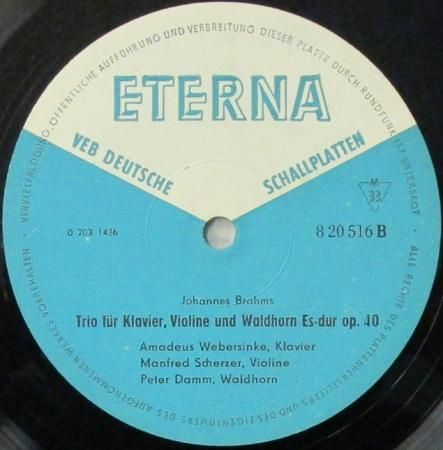 ALLE RECHTE DES PLATTENHERSTELLERS UND DES EIGENTÜMERS DES AUFGENOMMENEN WERKES VORBEHALTEN · VERVIELFÄLTIGUNG, ÖFFENTLICHE AUFFÜHRUNG UND VERBREITUNG DIESER PLATTE DURCH RUNDFUNK IST UNTERSAGT ·
ETERNA
VEB DEUTSCHE SCHALLPLATTEN
M
33
0 203 1436
8 20 516 B
Johannes Brahms
Trio für Klavier, Violine und Waldhorn Es-dur op. 40
Amadeus Webersinke, Klavier
Manfred Scherzer, Violine
Peter Damm, Waldhorn